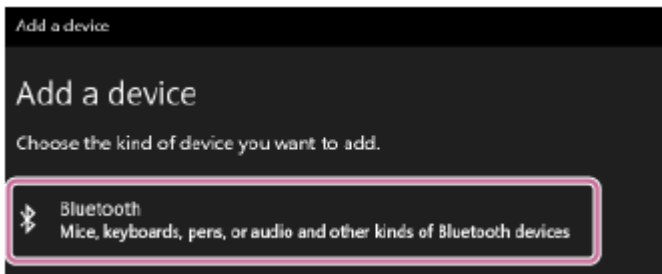 Add a device
Add a device
Choose the kind of device you want to add.
Bluetooth
Mice, keyboards, pens, or audio and other kinds of Bluetooth devices